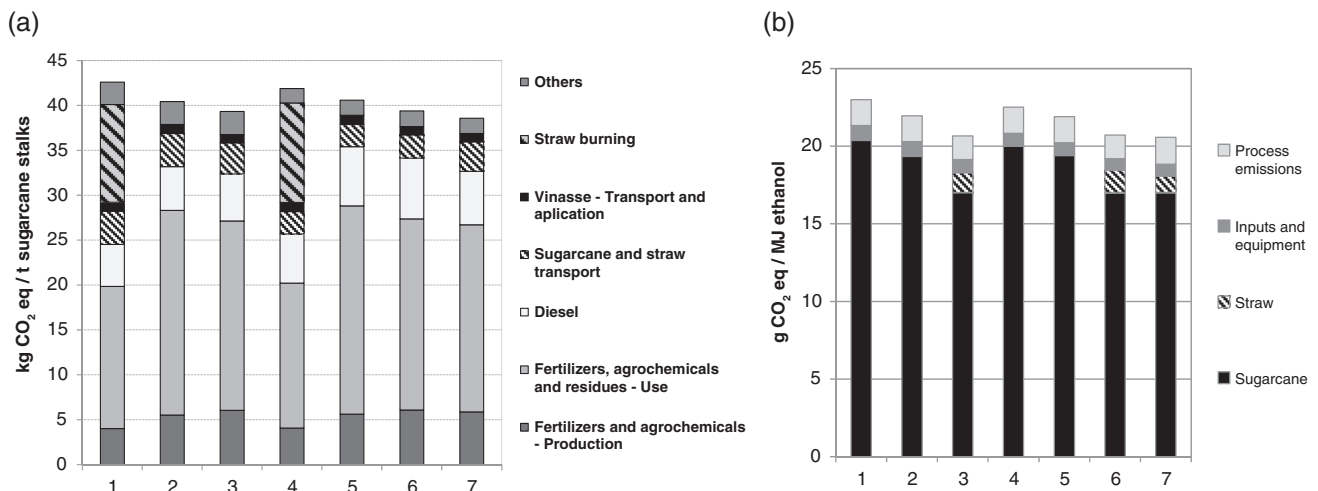 (a)
kg CO2 eq / t sugarcane stalks
45
40
35
30
25
20
15
10
5
0
1 2 3 4 5 6 7
Others
Straw burning
Vinasse - Transport and
aplication
Sugarcane and straw
transport
Diesel
Fertilizers, agrochemicals
and residues - Use
Fertilizers and agrochemicals
- Production
(b)
g CO2 eq / MJ ethanol
25
20
15
10
5
0
1 2 3 4 5 6 7
Process
emissions
Inputs and
equipment
Straw
Sugarcane